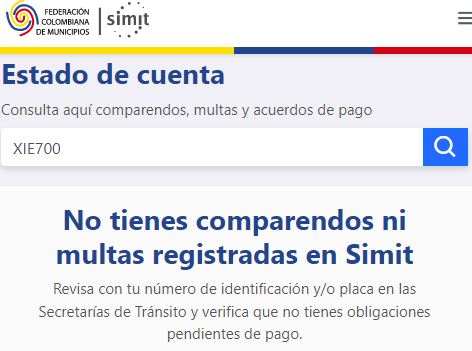 FEDERACIÓN
COLOMBIANA
DE MUNICIPIOS
simit
Estado de cuenta
Consulta aquí comparendos, multas y acuerdos de pago
XIE700
No tienes comparendos ni
multas registradas en Simit
Revisa con tu número de identificación y/o placa en las
Secretarías de Tránsito y verifica que no tienes obligaciones
pendientes de pago.